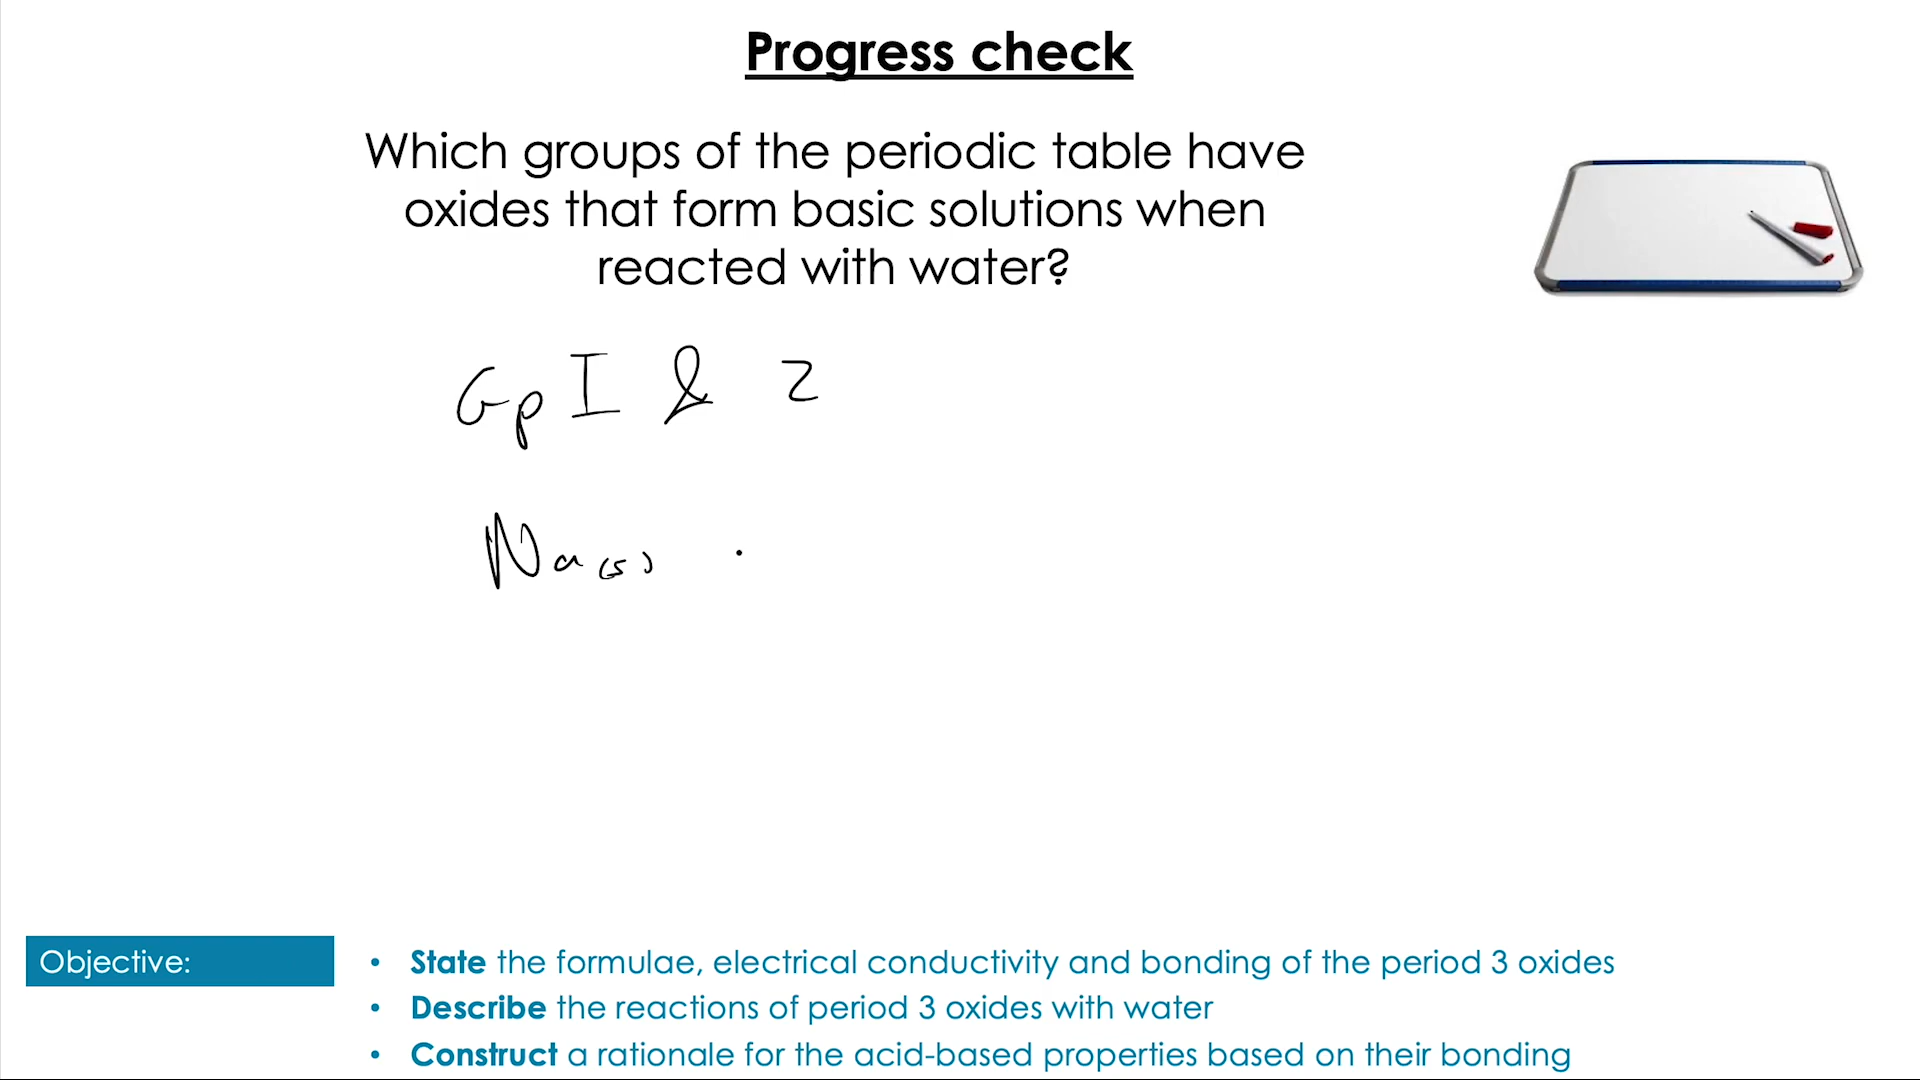 Progress check
Which groups of the periodic table have
oxides that form basic solutions when
reacted with water?
Gp I & 2
Na(s) .
Objective:
• State the formulae, electrical conductivity and bonding of the period 3 oxides
• Describe the reactions of period 3 oxides with water
• Construct a rationale for the acid-based properties based on their bonding